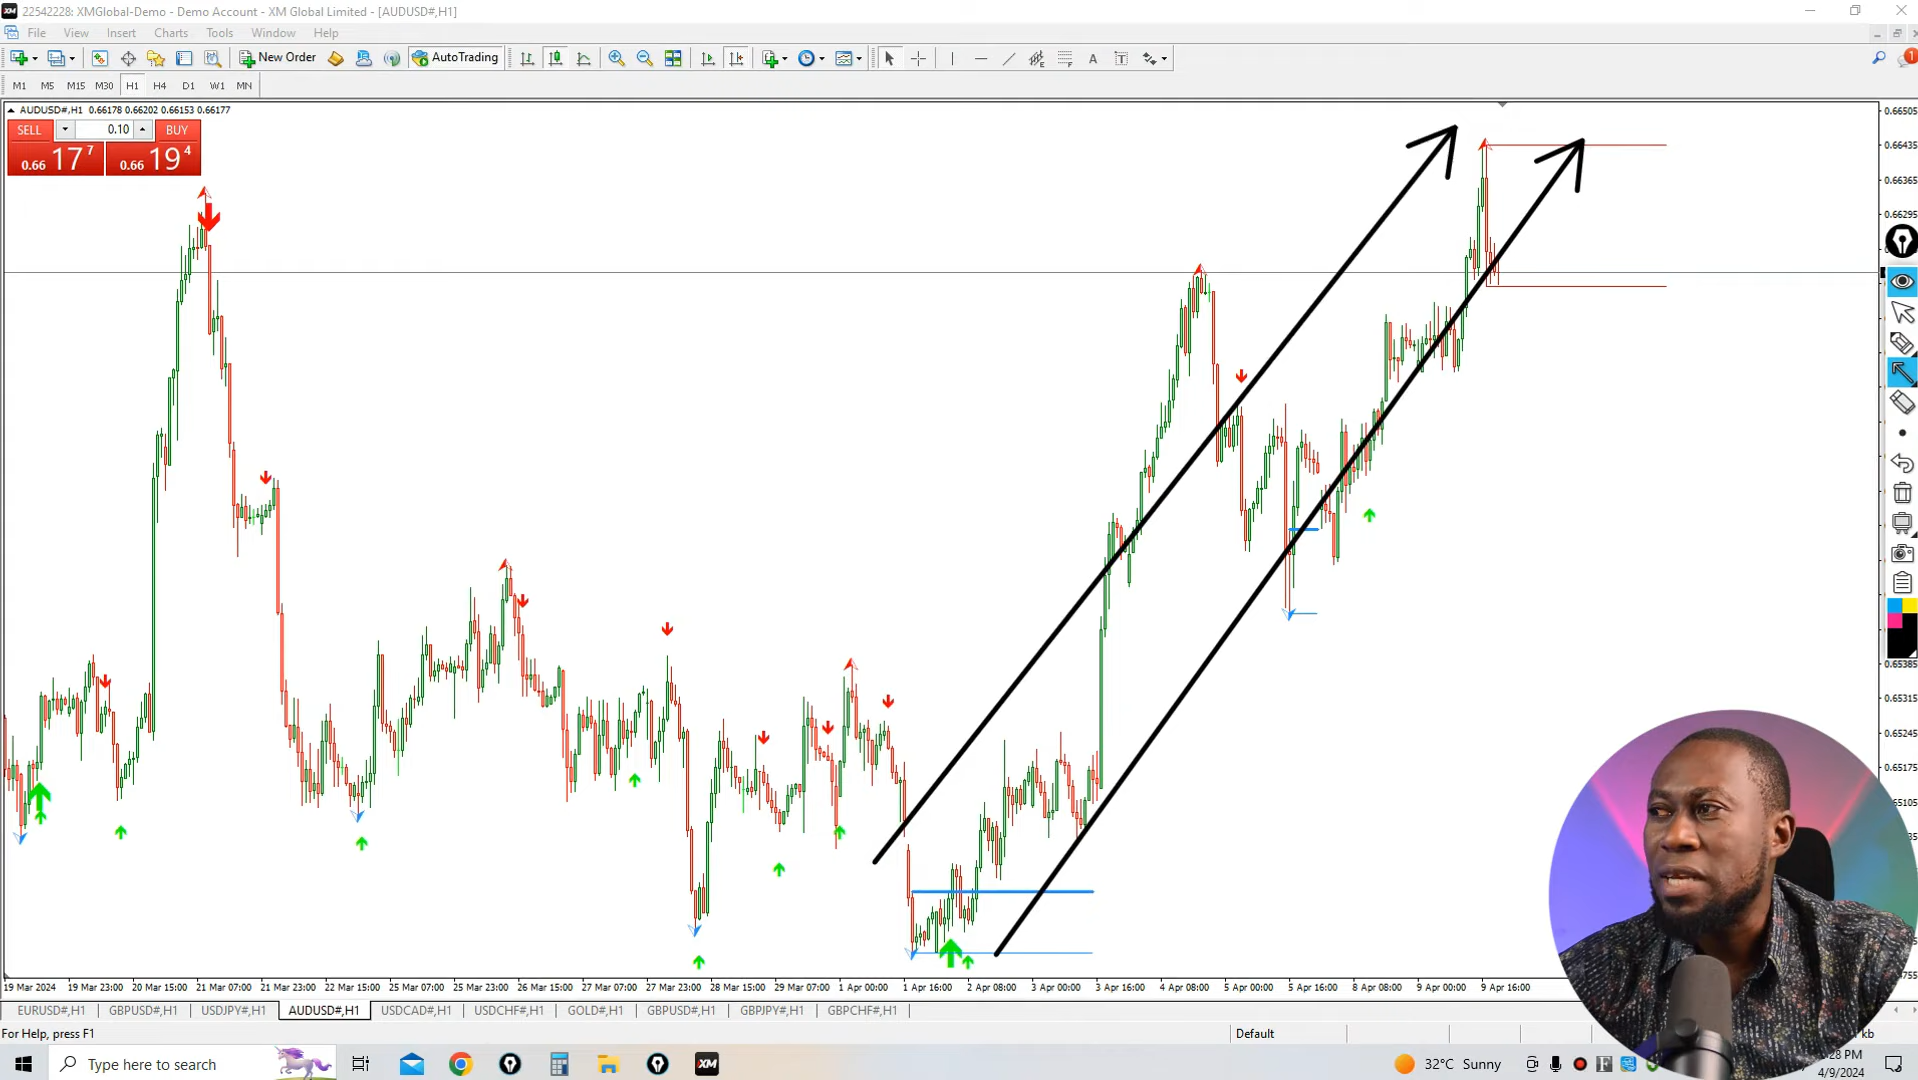 XM 22542228: XMGlobal-Demo - Demo Account - XM Global Limited - [AUDUSD#,H1]
File View Insert Charts Tools Window Help
New Order AutoTrading A T
1
M1 M5 M15 M30 H1 H4 D1 W1 MN
AUDUSD#,H1 0.66178 0.66202 0.66153 0.66177
SELL 0.10 BUY
0.66 17 7 0.66 19 4
0.66505
0.66435
0.66365
0.66295
0.65385
0.65315
0.65245
0.65175
0.65105
19 Mar 2024 19 Mar 23:00 20 Mar 15:00 21 Mar 07:00 21 Mar 23:00 22 Mar 15:00 25 Mar 07:00 25 Mar 23:00 26 Mar 15:00 27 Mar 07:00 27 Mar 23:00 28 Mar 15:00 29 Mar 07:00 1 Apr 00:00 1 Apr 16:00 2 Apr 08:00 3 Apr 00:00 3 Apr 16:00 4 Apr 08:00 5 Apr 00:00 5 Apr 16:00 8 Apr 08:00 9 Apr 00:00 9 Apr 16:00
EURUSD#,H1 GBPUSD#,H1 USDJPY#,H1 AUDUSD#,H1 USDCAD#,H1 USDCHF#,H1 GOLD#,H1 GBPUSD#,H1 GBPJPY#,H1 GBPCHF#,H1
For Help, press F1 Default kb
Type here to search XM 32°C Sunny
:28 PM
4/9/2024